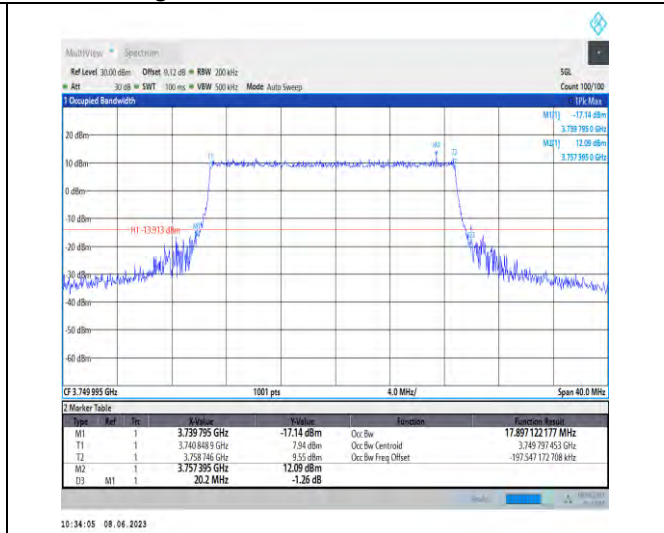 MultiView Spectrum
Ref Level 30.00 dBm Offset 9.12 dB RBW 200 kHz SGL
Att 30 dB SWT 100 ms VBW 500 kHz Mode Auto Sweep Count 100/100
1 Occupied Bandwidth 1Pk Max
M1[1] -17.14 dBm
3.739 795 0 GHz
M2[1] 12.09 dBm
3.757 395 0 GHz
20 dBm
10 dBm
0 dBm
-10 dBm
H1 -13.913 dBm
-20 dBm
-30 dBm
-40 dBm
-50 dBm
-60 dBm
T1
M2
T2
M1
D3
CF 3.749 995 GHz 1001 pts 4.0 MHz/ Span 40.0 MHz
2 Marker Table
Type Ref Trc X-Value Y-Value Function Function Result
M1 1 3.739 795 GHz -17.14 dBm Occ Bw 17.897 122 177 MHz
T1 1 3.740 848 9 GHz 7.94 dBm Occ Bw Centroid 3.749 797 453 GHz
T2 1 3.758 746 GHz 9.55 dBm Occ Bw Freq Offset -197.547 172 708 kHz
M2 1 3.757 395 GHz 12.09 dBm
D3 M1 1 20.2 MHz -1.26 dB
10:34:05 08.06.2023